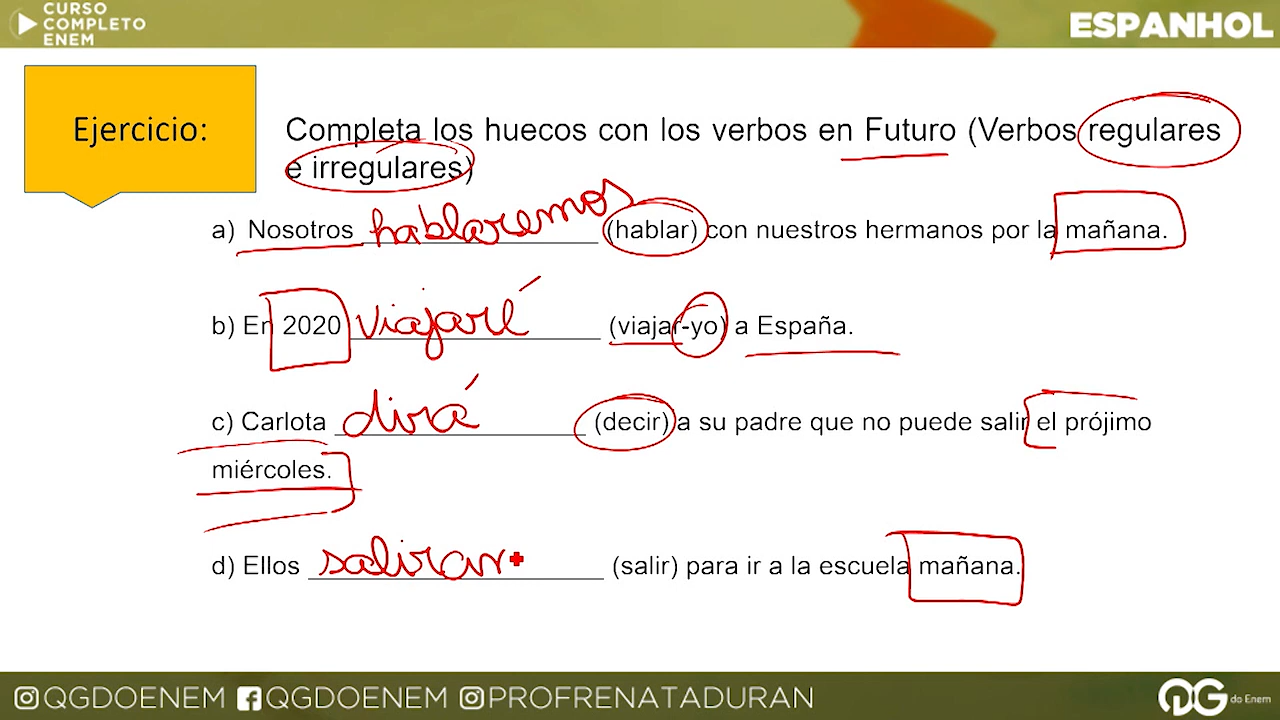 CURSO
COMPLETO
ENEM
ESPANHOL
Ejercicio:
Completa los huecos con los verbos en Futuro (Verbos regulares
e irregulares)
a) Nosotros hablaremos (hablar) con nuestros hermanos por la mañana.
b) En 2020 viajaré (viajar-yo) a España.
c) Carlota dirá (decir) a su padre que no puede salir el prójimo
miércoles.
d) Ellos saliran (salir) para ir a la escuela mañana.
@QGDOENEM QGDOENEM @PROFRENATADURAN
QG do Enem